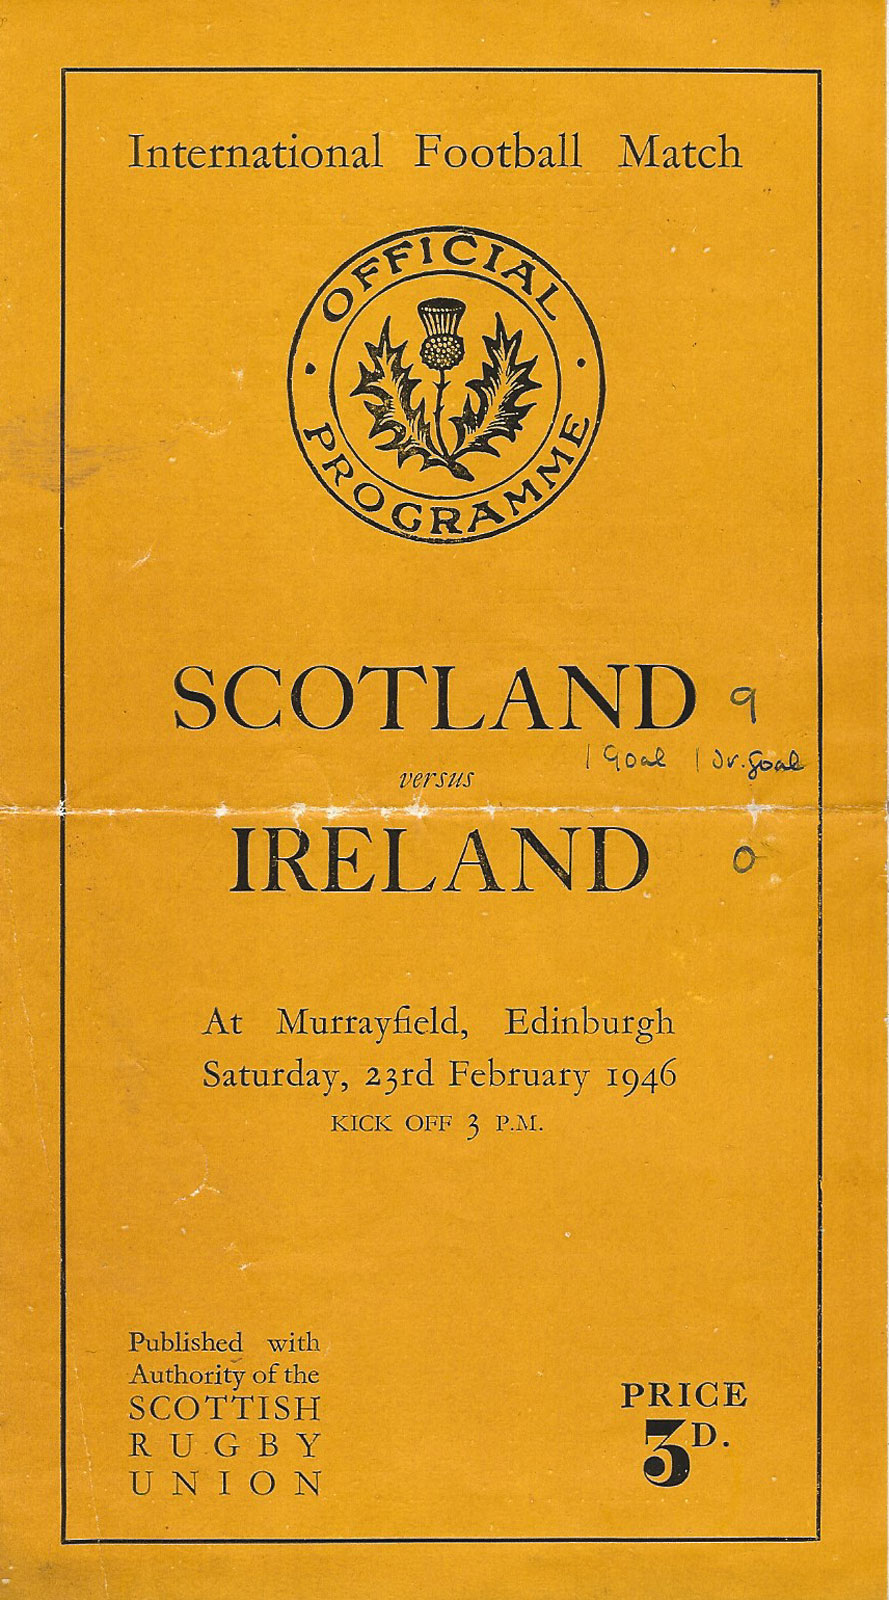 International Football Match
OFFICIAL
PROGRAMME
SCOTLAND 9
1 Goal 1 Dr. Goal
versus
IRELAND 0
At Murrayfield, Edinburgh
Saturday, 23rd February 1946
KICK OFF 3 P.M.
Published with
Authority of the
SCOTTISH
RUGBY
UNION
PRICE
3D.